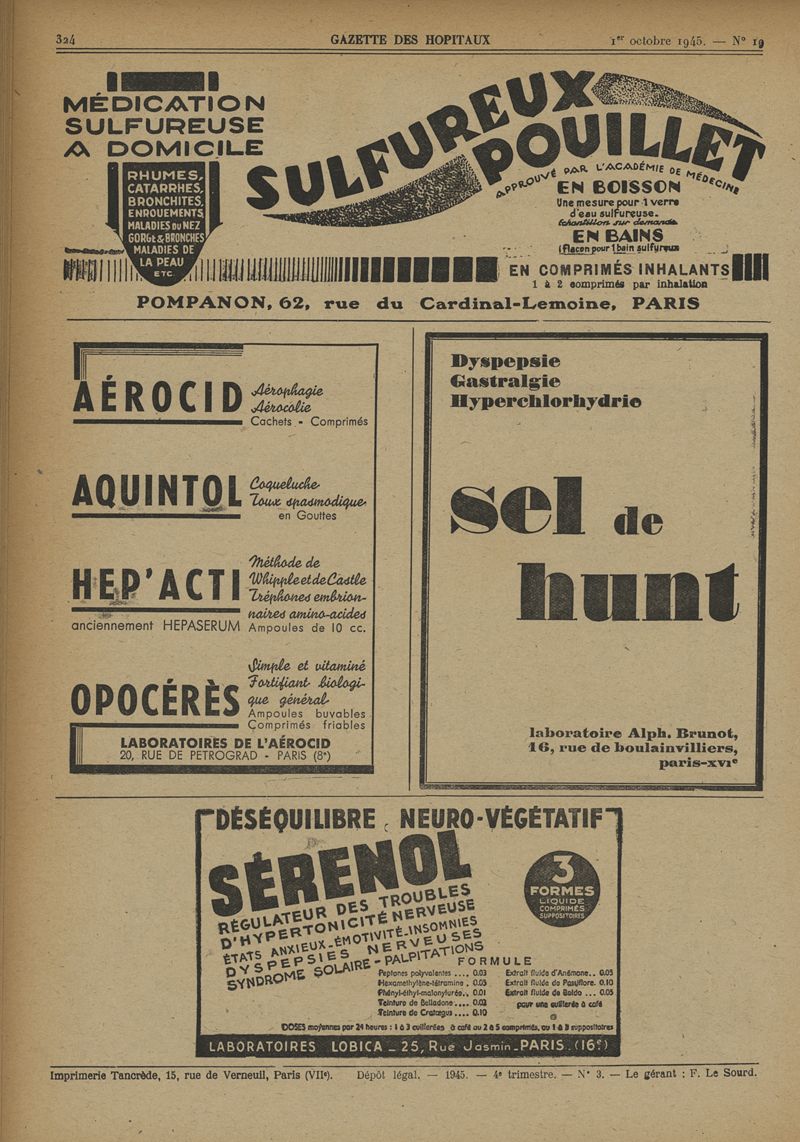 324
GAZETTE DES HOPITAUX
1er octobre 1945. — N° 19
MÉDICATION
SULFUREUSE
A DOMICILE
RHUMES,
CATARRHES,
BRONCHITES,
ENROUEMENTS,
MALADIES DU NEZ
GORGE & BRONCHES
MALADIES DE
LA PEAU
ETC.
SULFUREUX
POUILLET
APPROUVÉ PAR L'ACADÉMIE DE MÉDECINE
EN BOISSON
Une mesure pour 1 verre
d'eau sulfureuse.
Échantillon sur demande
EN BAINS
1 flacon pour 1 bain sulfureux
EN COMPRIMÉS INHALANTS
1 à 2 comprimés par inhalation
POMPANON, 62, rue du Cardinal-Lemoine, PARIS
AÉROCID
Aérophagie
Aérocolie
Cachets - Comprimés
AQUINTOL
Coqueluche
Toux spasmodique
en Gouttes
HEP'ACTI
anciennement HEPASERUM
Méthode de
Whipple et de Castle
Tréphones embryon-
naires amino-acides
Ampoules de 10 cc.
OPOCÉRÈS
Simple et vitaminé
Fortifiant biologi-
que général
Ampoules buvables
Comprimés friables
LABORATOIRES DE L'AÉROCID
20, RUE DE PETROGRAD - PARIS (8e)
Dyspepsie
Gastralgie
Hyperchlorhydrie
sel de
hunt
laboratoire Alph. Brunot,
16, rue de boulainvilliers,
paris-xvie
DÉSÉQUILIBRE NEURO-VÉGÉTATIF
SÉRENOL
3
FORMES
LIQUIDE
COMPRIMÉS
SUPPOSITOIRES
RÉGULATEUR DES TROUBLES
D'HYPERTONICITÉ NERVEUSE
ÉTATS ANXIEUX-ÉMOTIVITÉ-INSOMNIES
DYSPEPSIES NERVEUSES
SYNDROME SOLAIRE - PALPITATIONS
FORMULE
Peptones polyvalentes .... 0.03
Hexaméthylène-tétramine . 0.05
Phényl-éthyl-malonylurée.. 0.01
Teinture de Belladone .... 0.02
Teinture de Cratœgus .... 0.10
Extrait fluide d'Anémone.. 0.05
Extrait fluide de Passiflore. 0.10
Extrait fluide de Boldo ... 0.05
pour une cuillerée à café
DOSES moyennes par 24 heures : 1 à 3 cuillerées à café ou 2 à 5 comprimés, ou 1 à 3 suppositoires
LABORATOIRES LOBICA - 25, Rue Jasmin - PARIS. (16e)
Imprimerie Tancrède, 15, rue de Verneuil, Paris (VIIe). Dépôt légal. — 1945. — 4e trimestre. — N° 3. — Le gérant : F. Le Sourd.